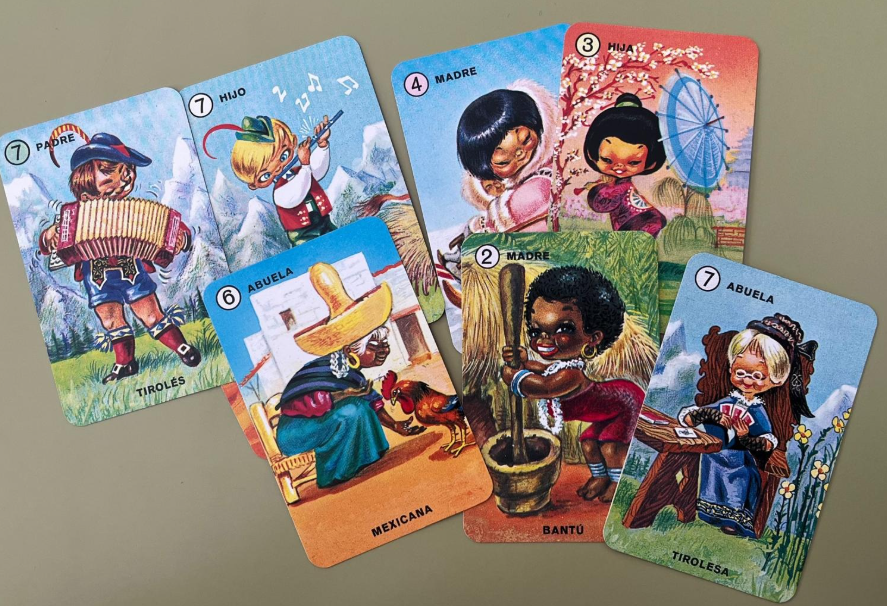 7 PADRE
TIROLÉS
7 HIJO
4 MADRE
3 HIJA
6 ABUELA
MEXICANA
2 MADRE
BANTÚ
7 ABUELA
TIROLESA